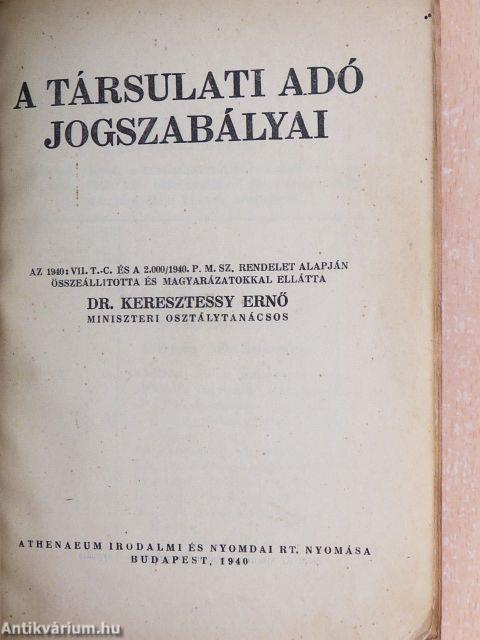 A TÁRSULATI ADÓ
JOGSZABÁLYAI
AZ 1940: VII. T.-C. ÉS A 2.000/1940. P. M. SZ. RENDELET ALAPJÁN
ÖSSZEÁLLITOTTA ÉS MAGYARÁZATOKKAL ELLÁTTA
DR. KERESZTESSY ERNŐ
MINISZTERI OSZTÁLYTANÁCSOS
ATHENAEUM IRODALMI ÉS NYOMDAI RT. NYOMÁSA
BUDAPEST, 1940
Antikvárium.hu